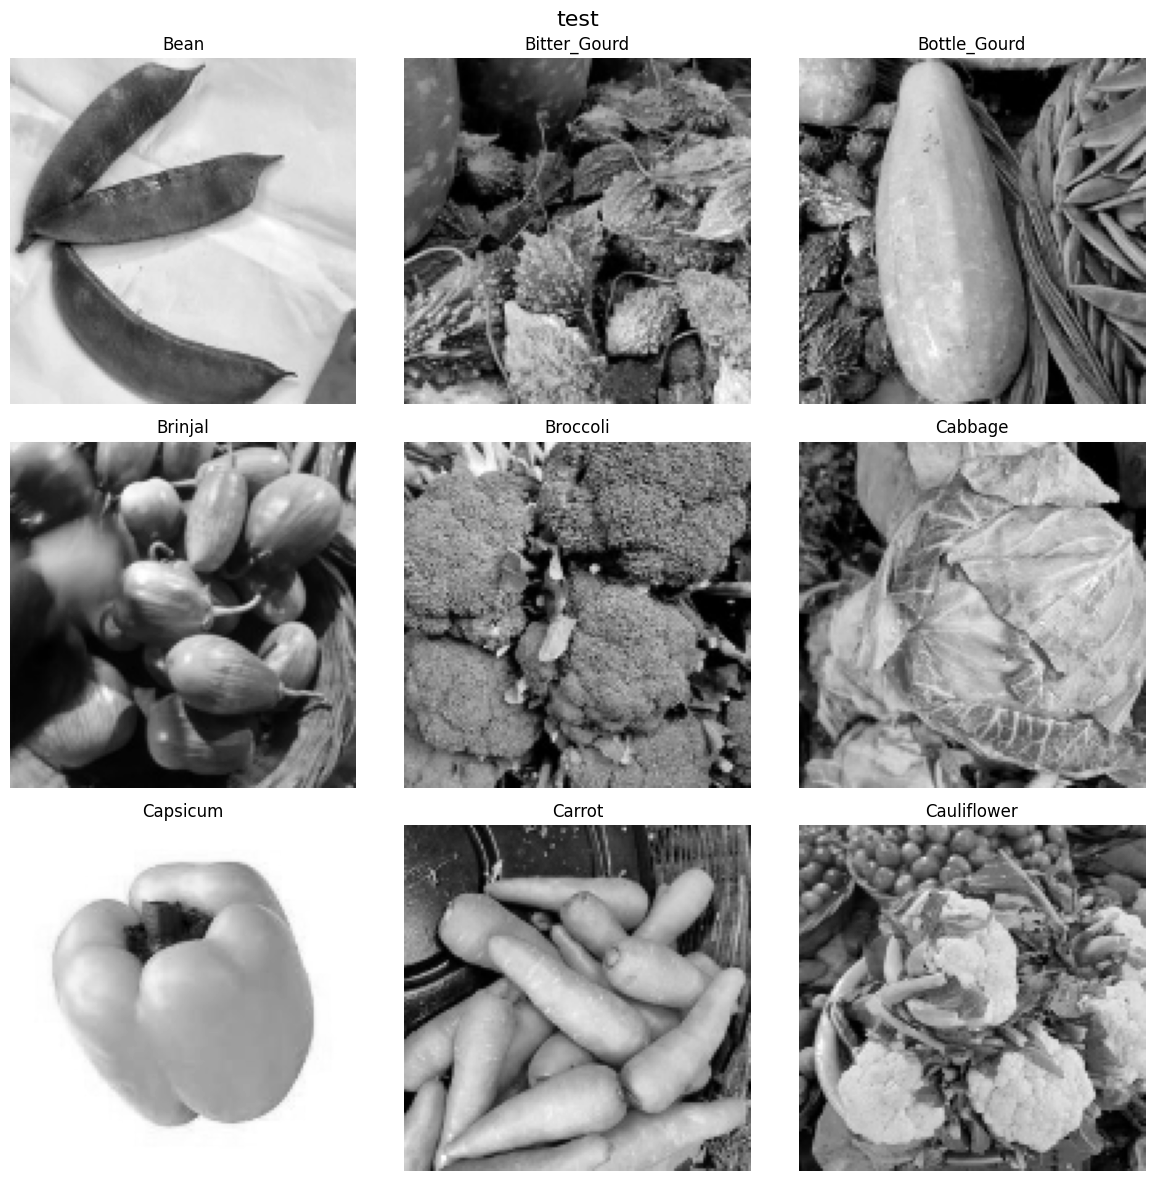 test
Bean
Bitter_Gourd
Bottle_Gourd
Brinjal
Broccoli
Cabbage
Capsicum
Carrot
Cauliflower